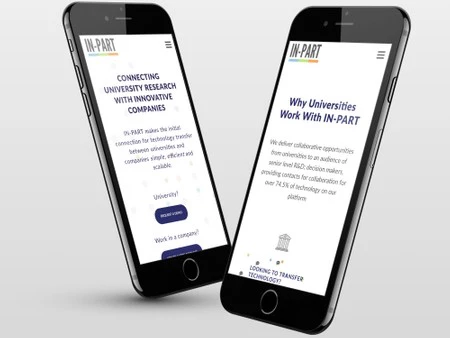 IN-PART
CONNECTING
UNIVERSITY RESEARCH
WITH INNOVATIVE
COMPANIES
IN-PART makes the initial
connection for technology transfer
between universities and
companies simple, efficient and
scalable.
University?
REQUEST A DEMO
Work in a company?
IN-PART
Why Universities
Work With IN-PART
We deliver collaborative opportunities
from universities to an audience of
senior level R&D decision makers,
providing contacts for collaboration for
over 74.5% of technology on our
platform.
LOOKING TO TRANSFER
TECHNOLOGY?